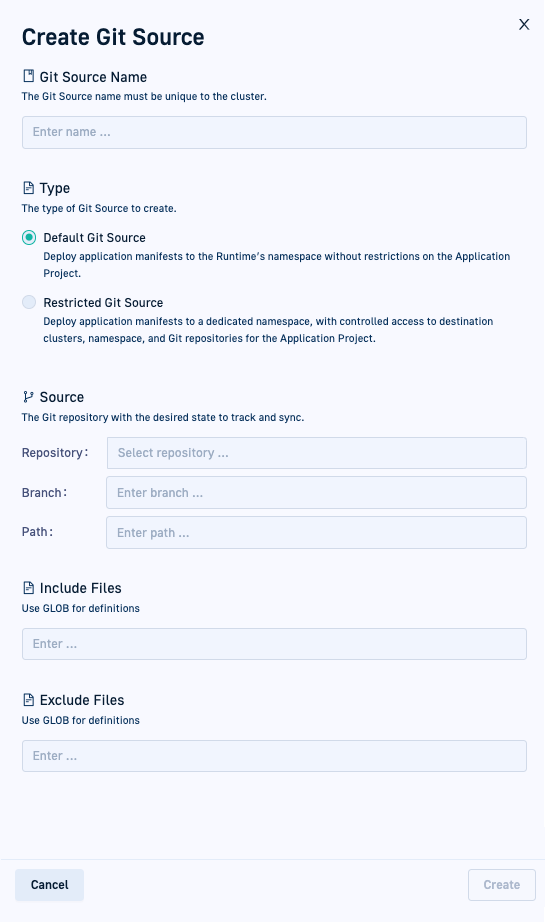 Create Git Source
X
Git Source Name
The Git Source name must be unique to the cluster.
Enter name ...
Type
The type of Git Source to create.
Default Git Source
Deploy application manifests to the Runtime's namespace without restrictions on the Application
Project.
Restricted Git Source
Deploy application manifests to a dedicated namespace, with controlled access to destination
clusters, namespace, and Git repositories for the Application Project.
Source
The Git repository with the desired state to track and sync.
Repository: Select repository ...
Branch: Enter branch ...
Path: Enter path ...
Include Files
Use GLOB for definitions
Enter ...
Exclude Files
Use GLOB for definitions
Enter ...
Cancel Create